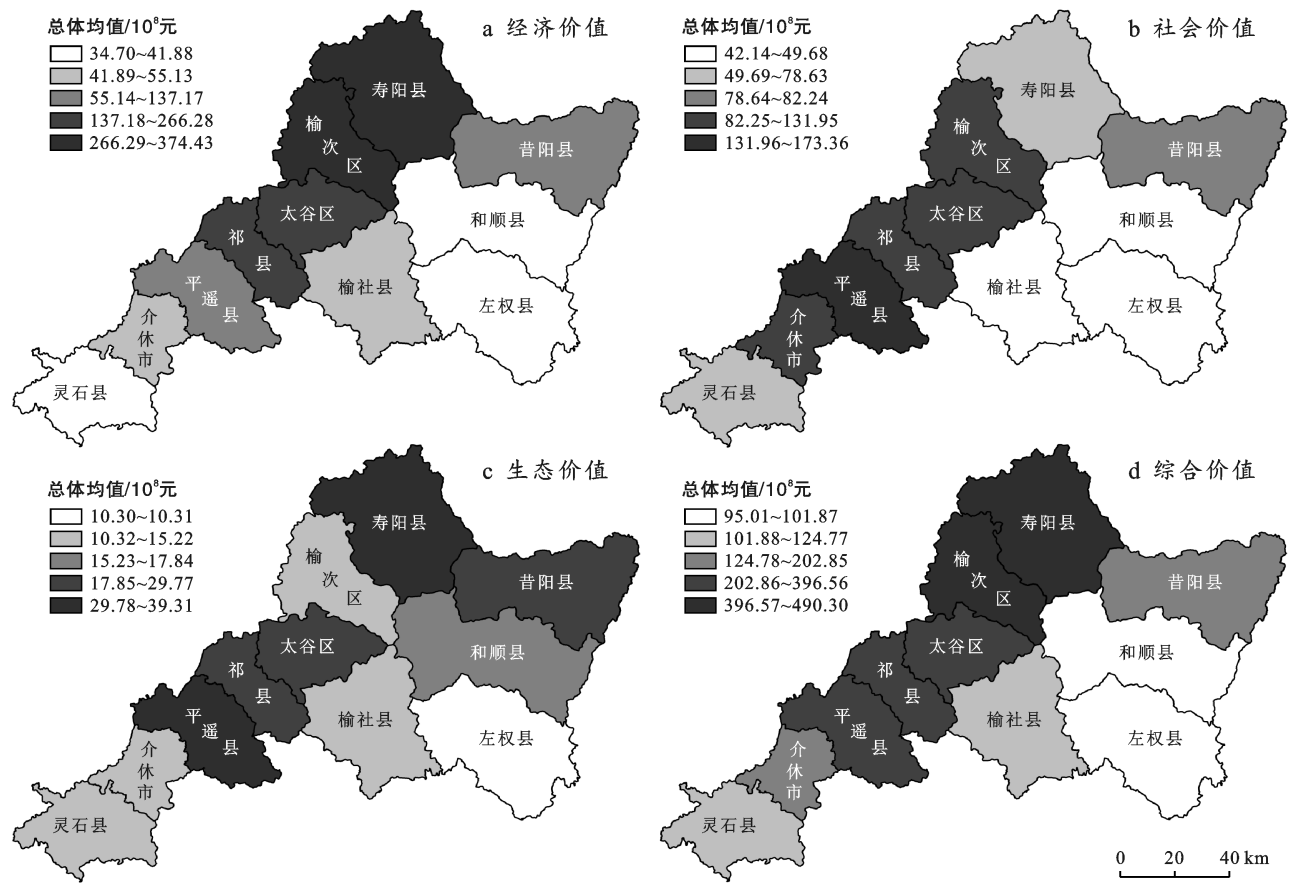 a 经济价值
总体均值/10⁸元
34.70~41.88
41.89~55.13
55.14~137.17
137.18~266.28
266.29~374.43
寿阳县
榆次区
昔阳县
太谷区
和顺县
祁县
榆社县
平遥县
左权县
介休市
灵石县
b 社会价值
总体均值/10⁸元
42.14~49.68
49.69~78.63
78.64~82.24
82.25~131.95
131.96~173.36
寿阳县
榆次区
昔阳县
太谷区
和顺县
祁县
榆社县
平遥县
左权县
介休市
灵石县
c 生态价值
总体均值/10⁸元
10.30~10.31
10.32~15.22
15.23~17.84
17.85~29.77
29.78~39.31
寿阳县
榆次区
昔阳县
太谷区
和顺县
祁县
榆社县
平遥县
左权县
介休市
灵石县
d 综合价值
总体均值/10⁸元
95.01~101.87
101.88~124.77
124.78~202.85
202.86~396.56
396.57~490.30
寿阳县
榆次区
昔阳县
太谷区
和顺县
祁县
榆社县
平遥县
左权县
介休市
灵石县
0 20 40 km